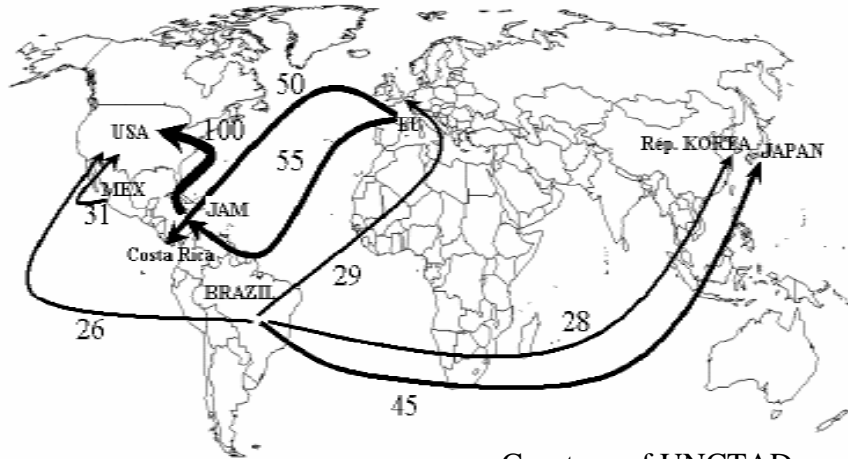 50
USA
100
EU
Rép. KOREA
JAPAN
55
MEX
31
JAM
Costa Rica
BRAZIL
29
26
28
45
Courtesy of UNCTAD